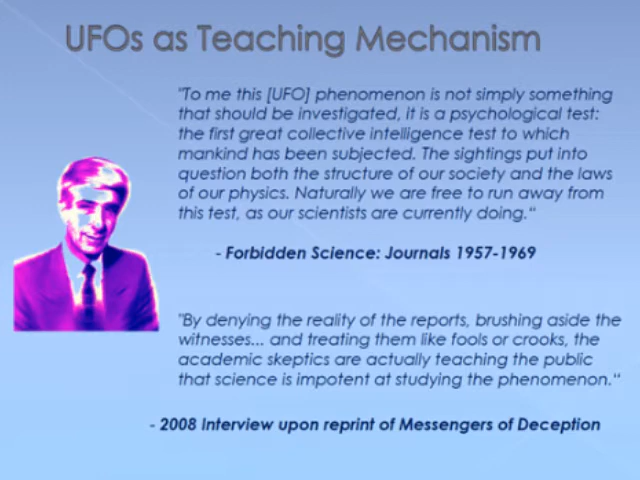 UFOs as Teaching Mechanism
"To me this [UFO] phenomenon is not simply something
that should be investigated, it is a psychological test:
the first great collective intelligence test to which
mankind has been subjected. The sightings put into
question both the structure of our society and the laws
of our physics. Naturally we are free to run away from
this test, as our scientists are currently doing."
- Forbidden Science: Journals 1957-1969
"By denying the reality of the reports, brushing aside the
witnesses... and treating them like fools or crooks, the
academic skeptics are actually teaching the public
that science is impotent at studying the phenomenon."
- 2008 Interview upon reprint of Messengers of Deception